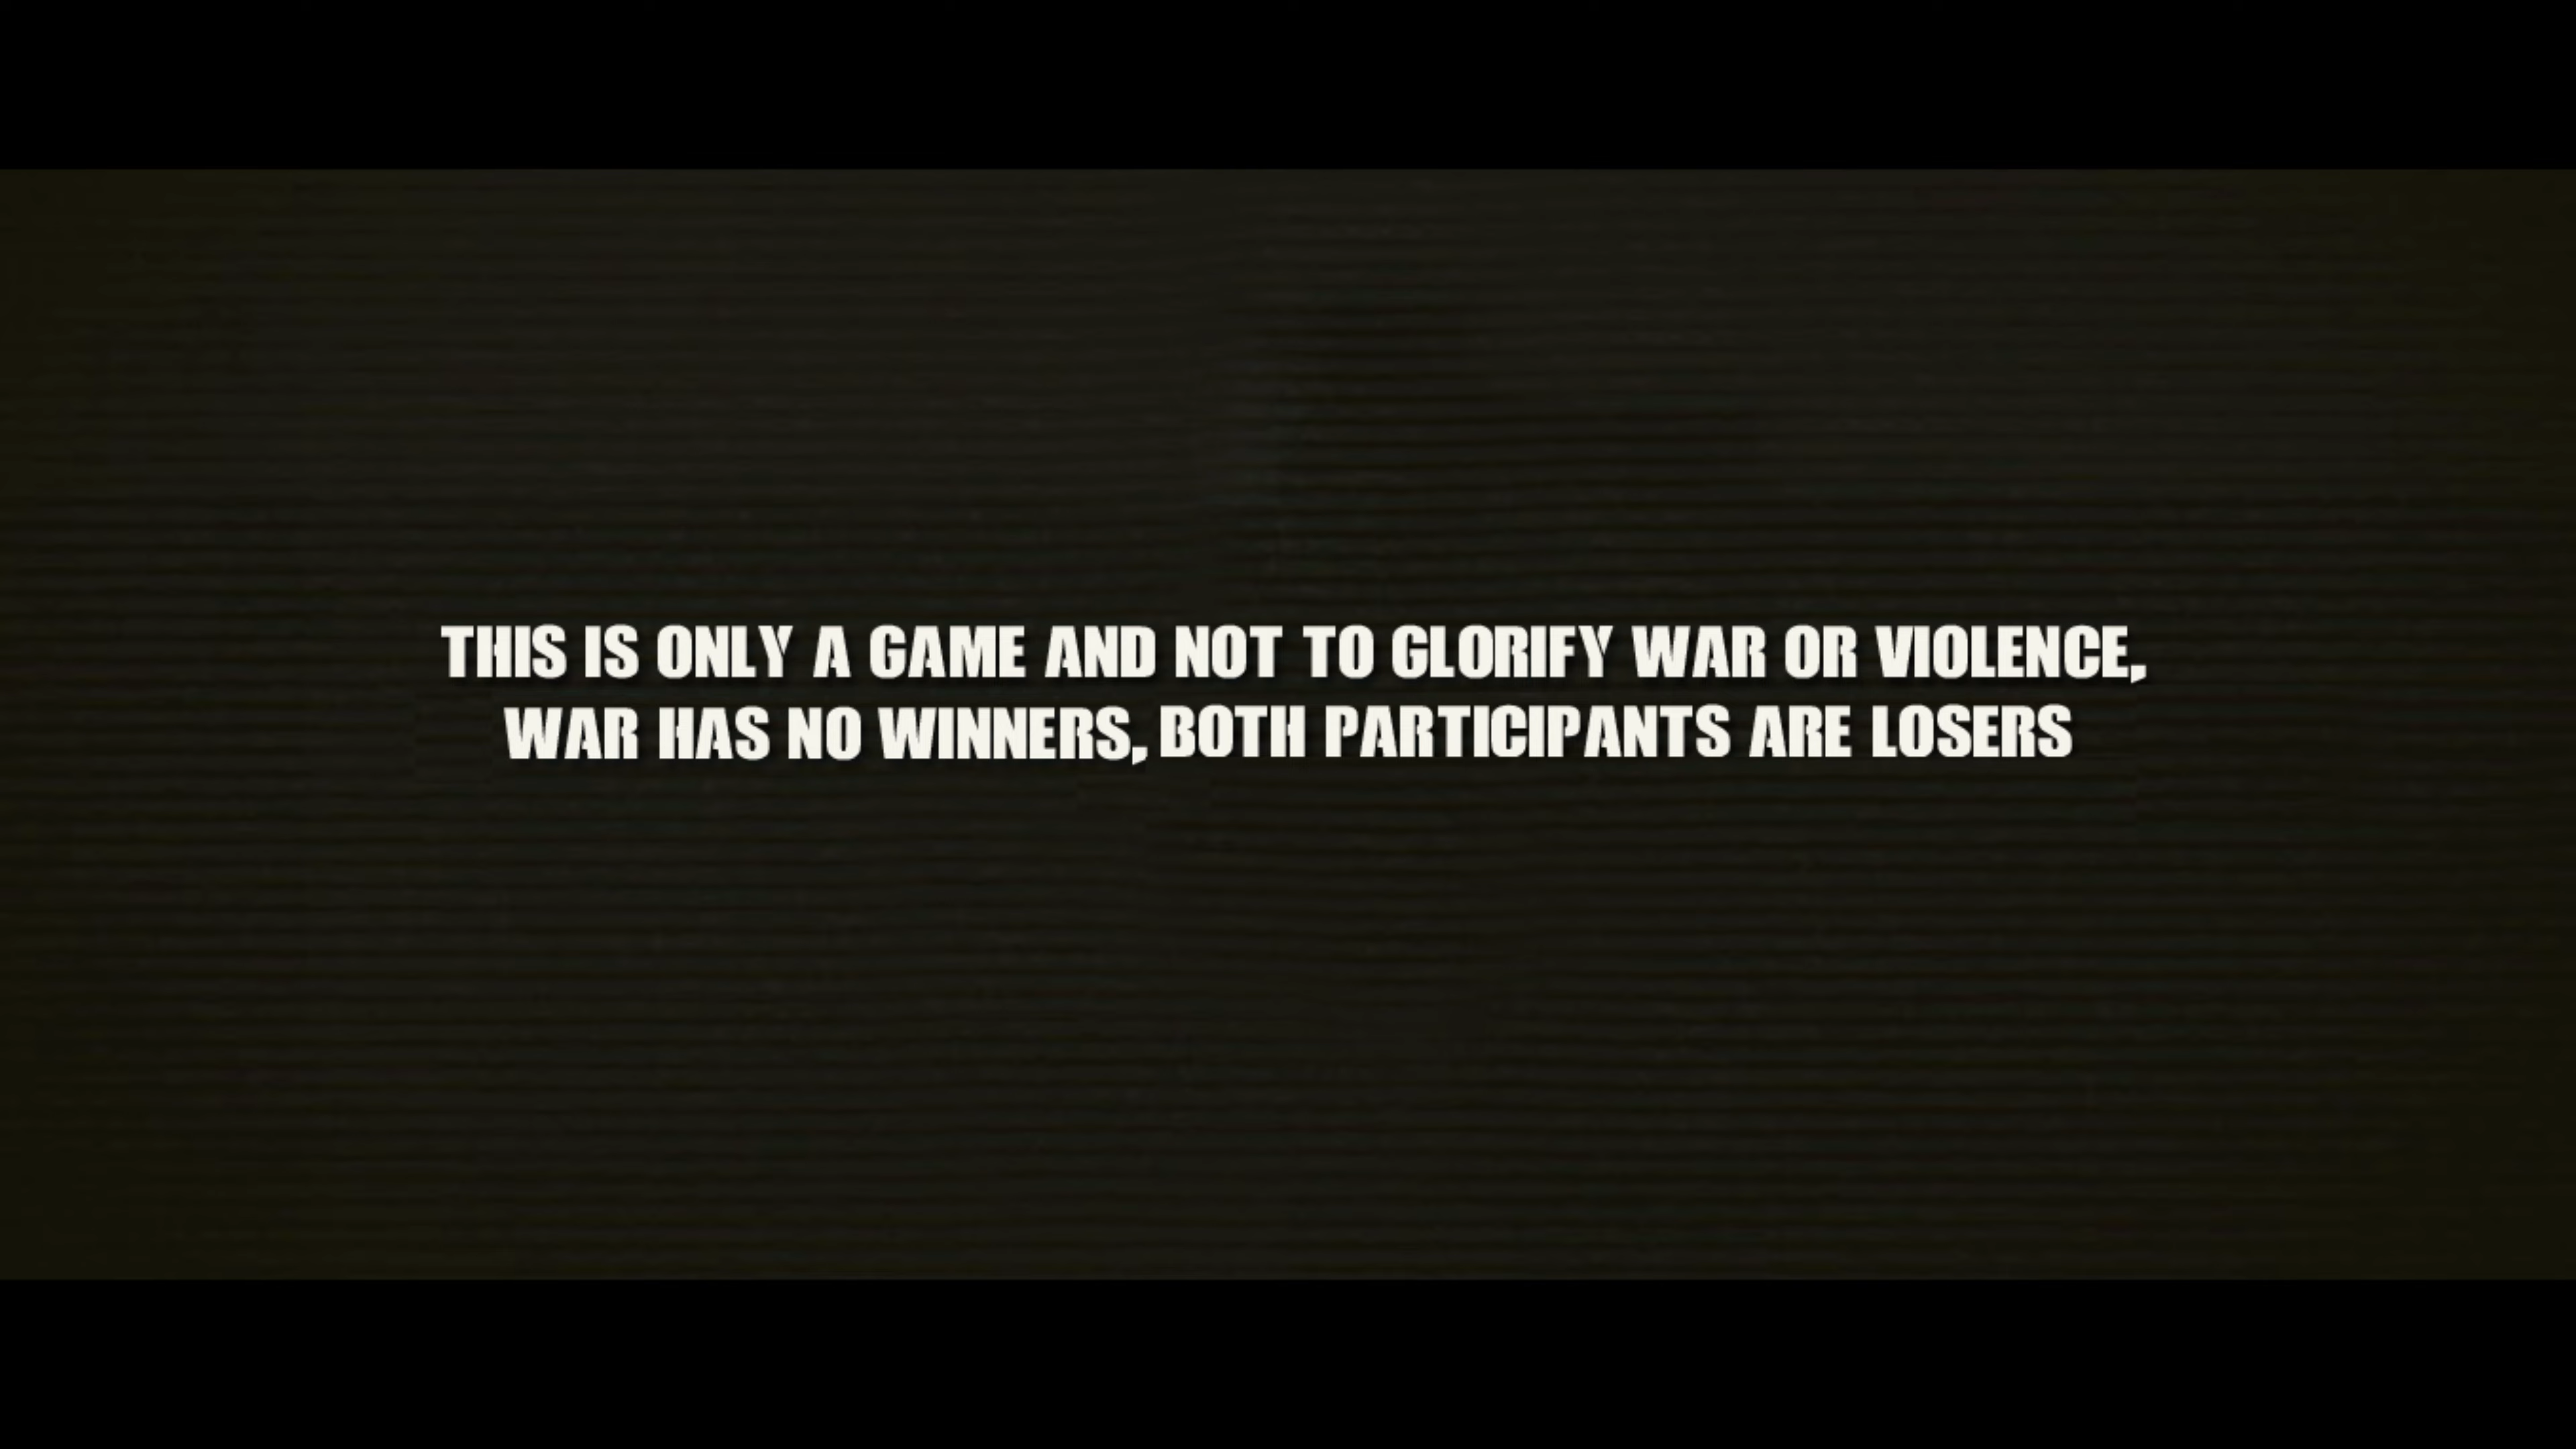 THIS IS ONLY A GAME AND NOT TO GLORIFY WAR OR VIOLENCE,
WAR HAS NO WINNERS, BOTH PARTICIPANTS ARE LOSERS